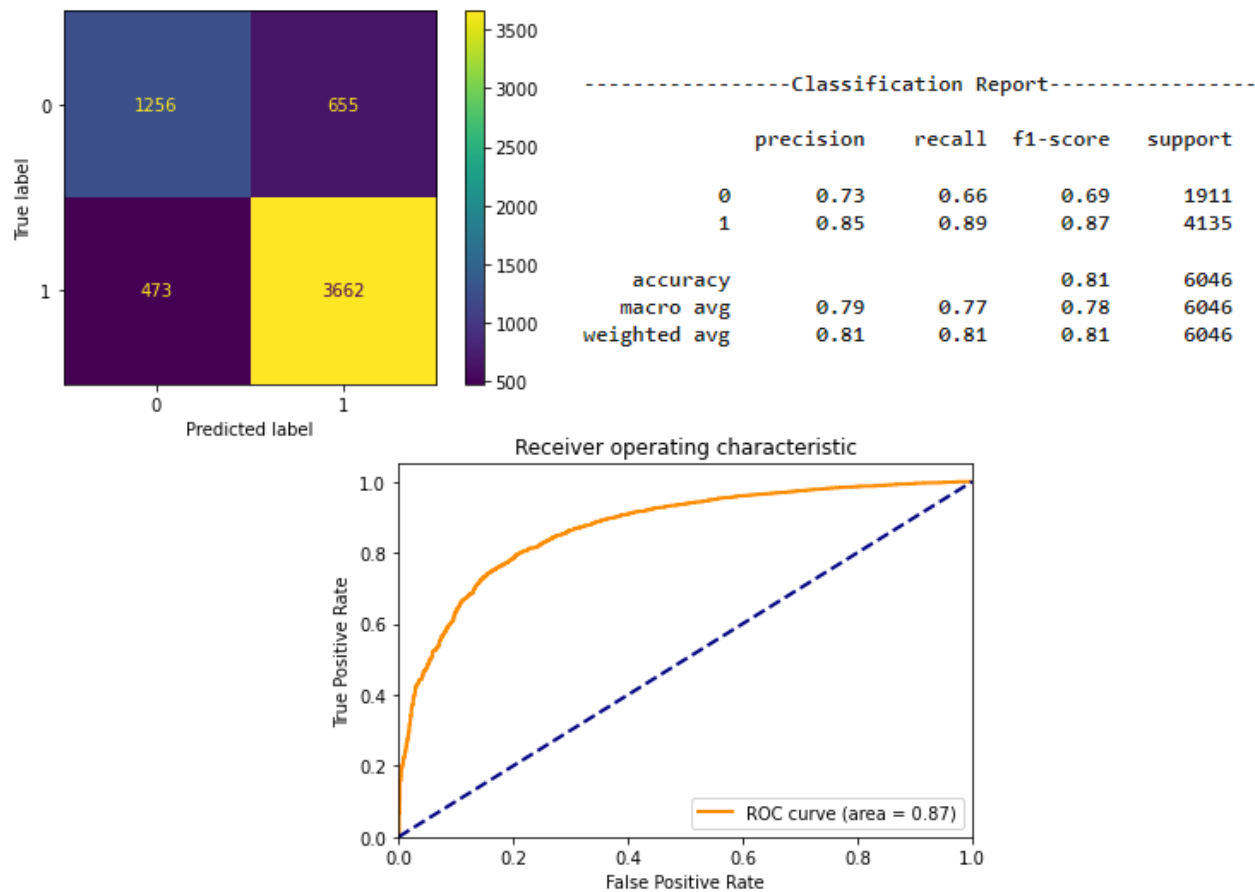 0
1256
655
1
473
3662
True label
0
1
Predicted label
3500
3000
2500
2000
1500
1000
500
-----------------Classification Report-----------------
precision recall f1-score support
0 0.73 0.66 0.69 1911
1 0.85 0.89 0.87 4135
accuracy 0.81 6046
macro avg 0.79 0.77 0.78 6046
weighted avg 0.81 0.81 0.81 6046
Receiver operating characteristic
True Positive Rate
1.0
0.8
0.6
0.4
0.2
0.0
ROC curve (area = 0.87)
0.0 0.2 0.4 0.6 0.8 1.0
False Positive Rate